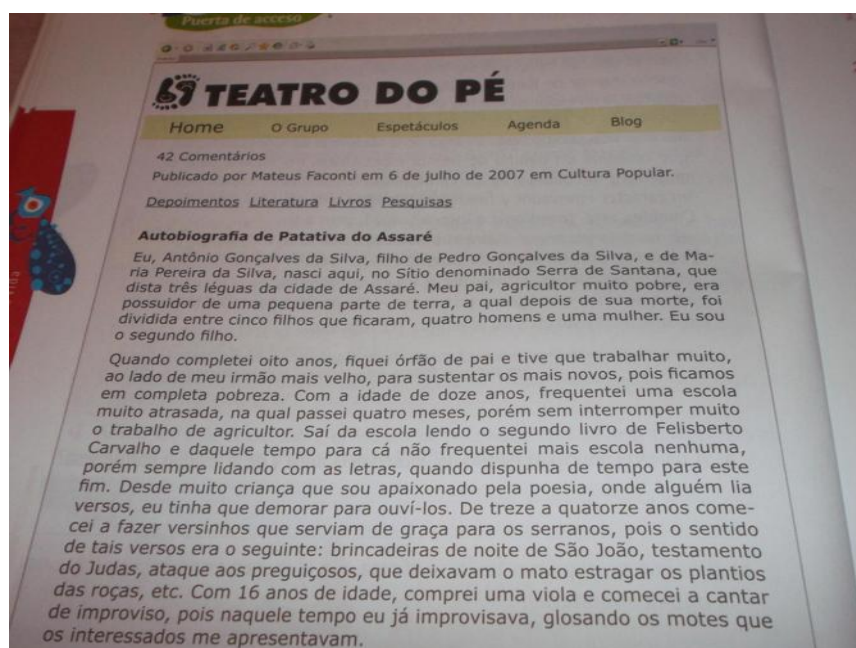 Puerta de acceso
TEATRO DO PÉ
Home O Grupo Espetáculos Agenda Blog
42 Comentários
Publicado por Mateus Faconti em 6 de julho de 2007 em Cultura Popular.
Depoimentos Literatura Livros Pesquisas
Autobiografia de Patativa do Assaré
Eu, Antônio Gonçalves da Silva, filho de Pedro Gonçalves da Silva, e de Ma-
ria Pereira da Silva, nasci aqui, no Sítio denominado Serra de Santana, que
dista três léguas da cidade de Assaré. Meu pai, agricultor muito pobre, era
possuidor de uma pequena parte de terra, a qual depois de sua morte, foi
dividida entre cinco filhos que ficaram, quatro homens e uma mulher. Eu sou
o segundo filho.
Quando completei oito anos, fiquei órfão de pai e tive que trabalhar muito,
ao lado de meu irmão mais velho, para sustentar os mais novos, pois ficamos
em completa pobreza. Com a idade de doze anos, frequentei uma escola
muito atrasada, na qual passei quatro meses, porém sem interromper muito
o trabalho de agricultor. Saí da escola lendo o segundo livro de Felisberto
Carvalho e daquele tempo para cá não frequentei mais escola nenhuma,
porém sempre lidando com as letras, quando dispunha de tempo para este
fim. Desde muito criança que sou apaixonado pela poesia, onde alguém lia
versos, eu tinha que demorar para ouví-los. De treze a quatorze anos come-
cei a fazer versinhos que serviam de graça para os serranos, pois o sentido
de tais versos era o seguinte: brincadeiras de noite de São João, testamento
do Judas, ataque aos preguiçosos, que deixavam o mato estragar os plantios
das roças, etc. Com 16 anos de idade, comprei uma viola e comecei a cantar
de improviso, pois naquele tempo eu já improvisava, glosando os motes que
os interessados me apresentavam.
vida